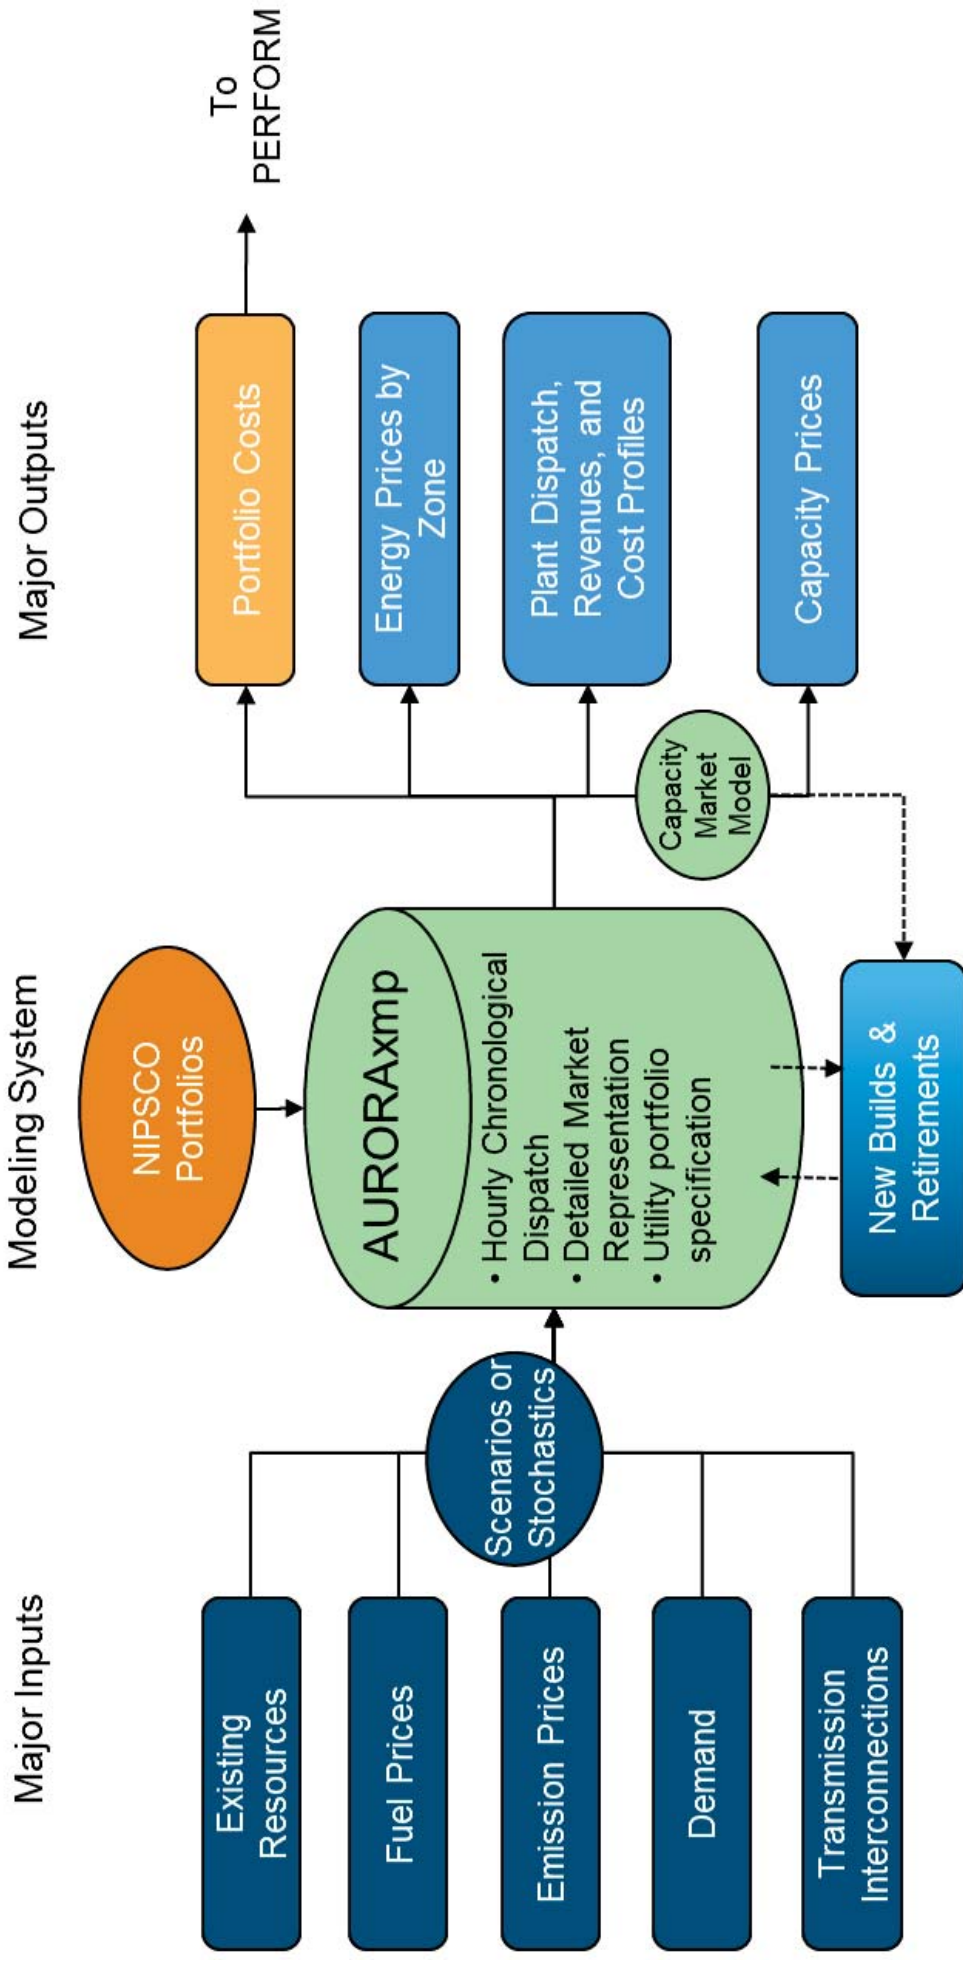 Major Inputs
Existing
Resources
Fuel Prices
Emission Prices
Demand
Transmission
Interconnections
Scenarios or
Stochastics
Modeling System
NIPSCO
Portfolios
AURORAxmp
• Hourly Chronological
Dispatch
• Detailed Market
Representation
• Utility portfolio
specification
New Builds &
Retirements
Capacity
Market
Model
Major Outputs
Portfolio Costs
Energy Prices by
Zone
Plant Dispatch,
Revenues, and
Cost Profiles
Capacity Prices
To
PERFORM